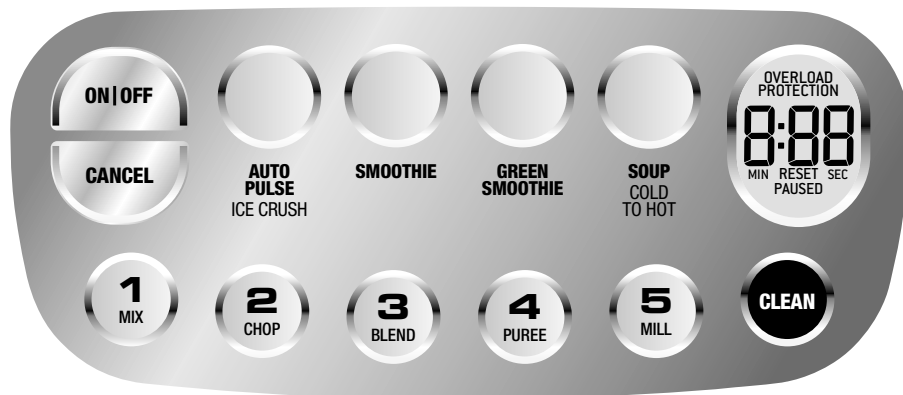 ON|OFF
CANCEL
AUTO
PULSE
ICE CRUSH
SMOOTHIE
GREEN
SMOOTHIE
SOUP
COLD
TO HOT
OVERLOAD
PROTECTION
8:88
MIN RESET SEC
PAUSED
1
MIX
2
CHOP
3
BLEND
4
PUREE
5
MILL
CLEAN